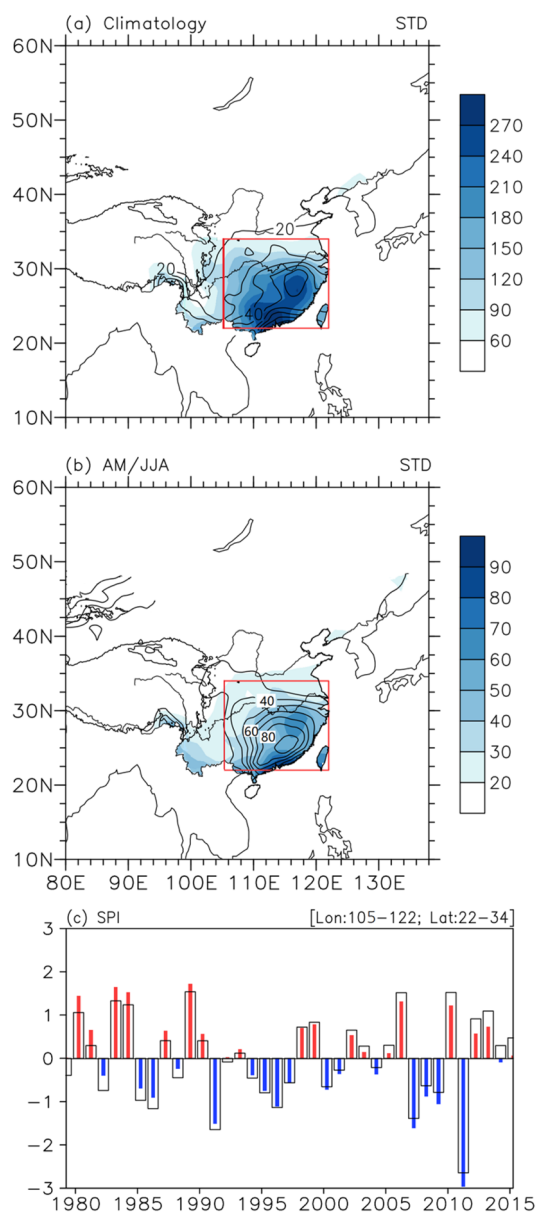 (a) Climatology STD
60N
50N
40N
30N
20N
10N
20
20
40
270
240
210
180
150
120
90
60
(b) AM/JJA STD
60N
50N
40N
30N
20N
10N
80E 90E 100E 110E 120E 130E
40
60 80
90
80
70
60
50
40
30
20
(c) SPI [Lon:105-122; Lat:22-34]
3
2
1
0
-1
-2
-3
1980 1985 1990 1995 2000 2005 2010 2015